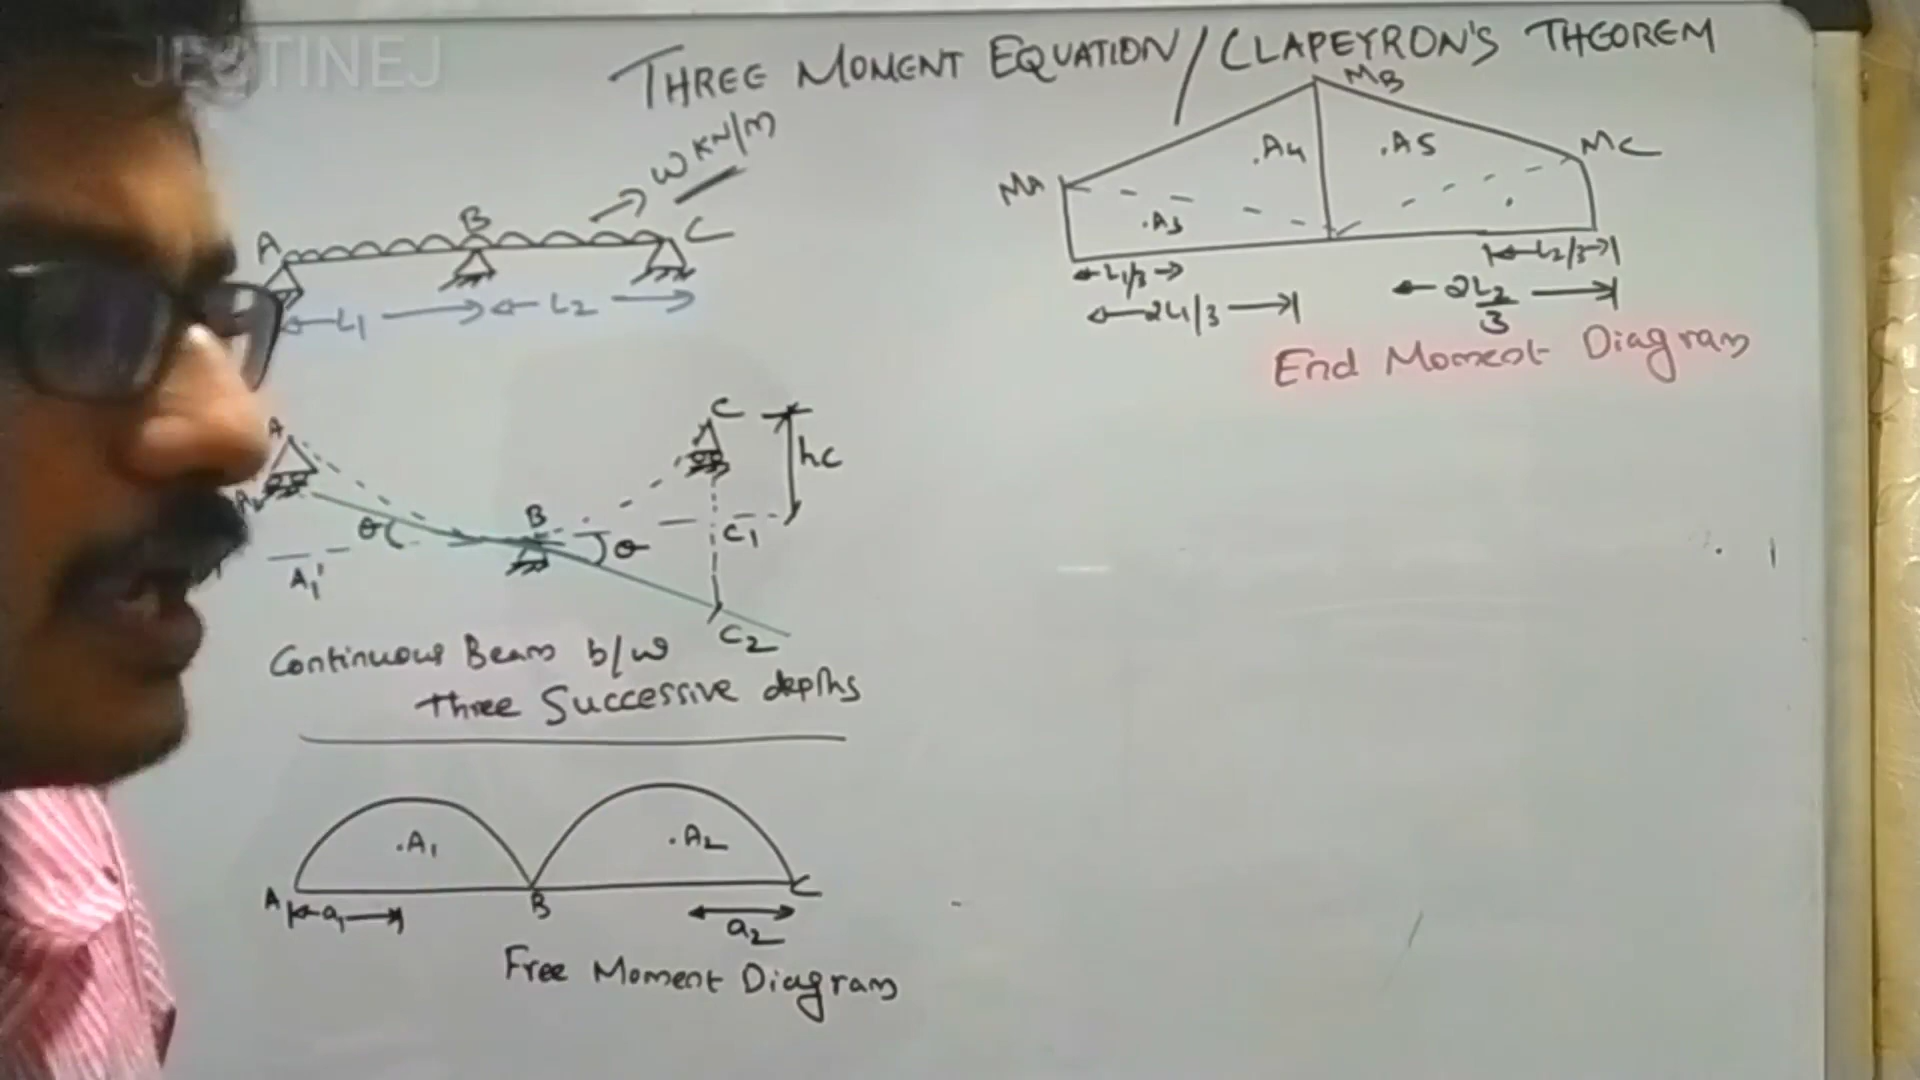 JESTINEJ
THREE MOMENT EQUATION / CLAPEYRON'S THEOREM
W KN/m
A B C
L1 L2
MA MB MC
.A4 .A5
.A3
L1/3 L2/3
2L1/3 2L2/3
End Moment Diagram
A B C
hc
θ θ
A1' C1
C2
Continuous Beam b/w
three Successive depths
.A1 .A2
A B C
a1 a2
Free Moment Diagram